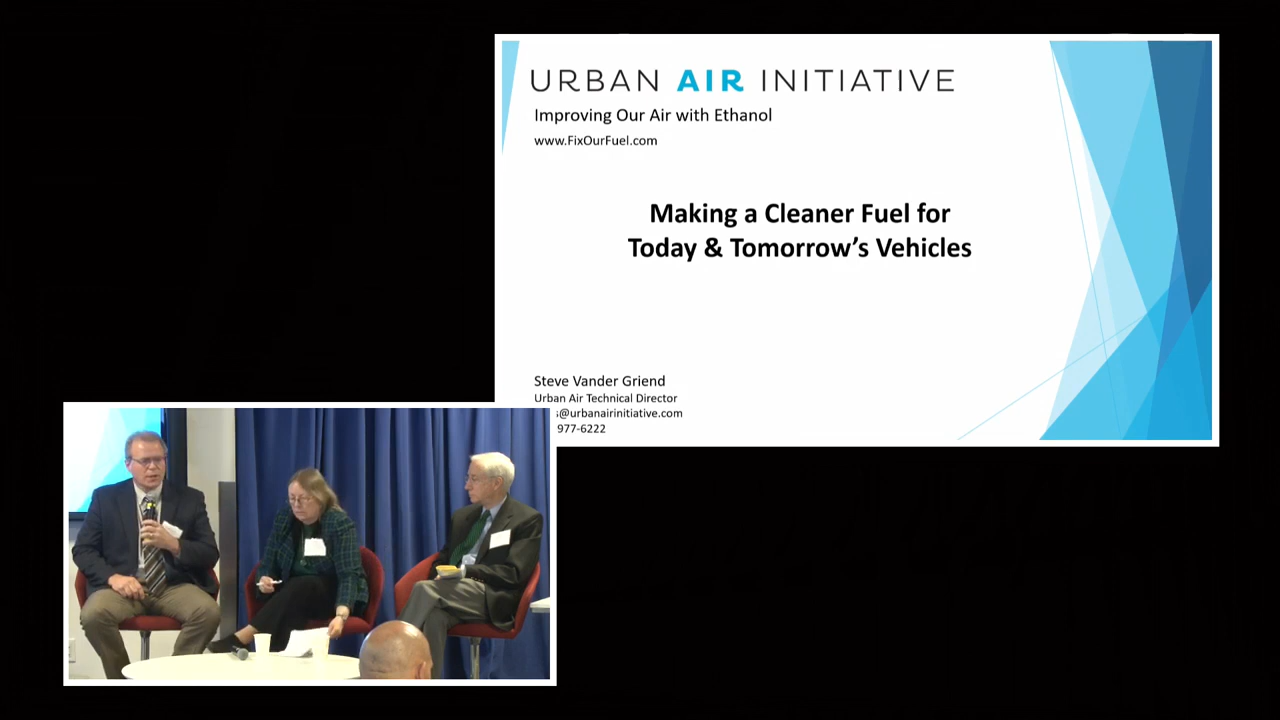 URBAN AIR INITIATIVE
Improving Our Air with Ethanol
www.FixOurFuel.com
Making a Cleaner Fuel for
Today & Tomorrow's Vehicles
Steve Vander Griend
Urban Air Technical Director
s@urbanairinitiative.com
977-6222